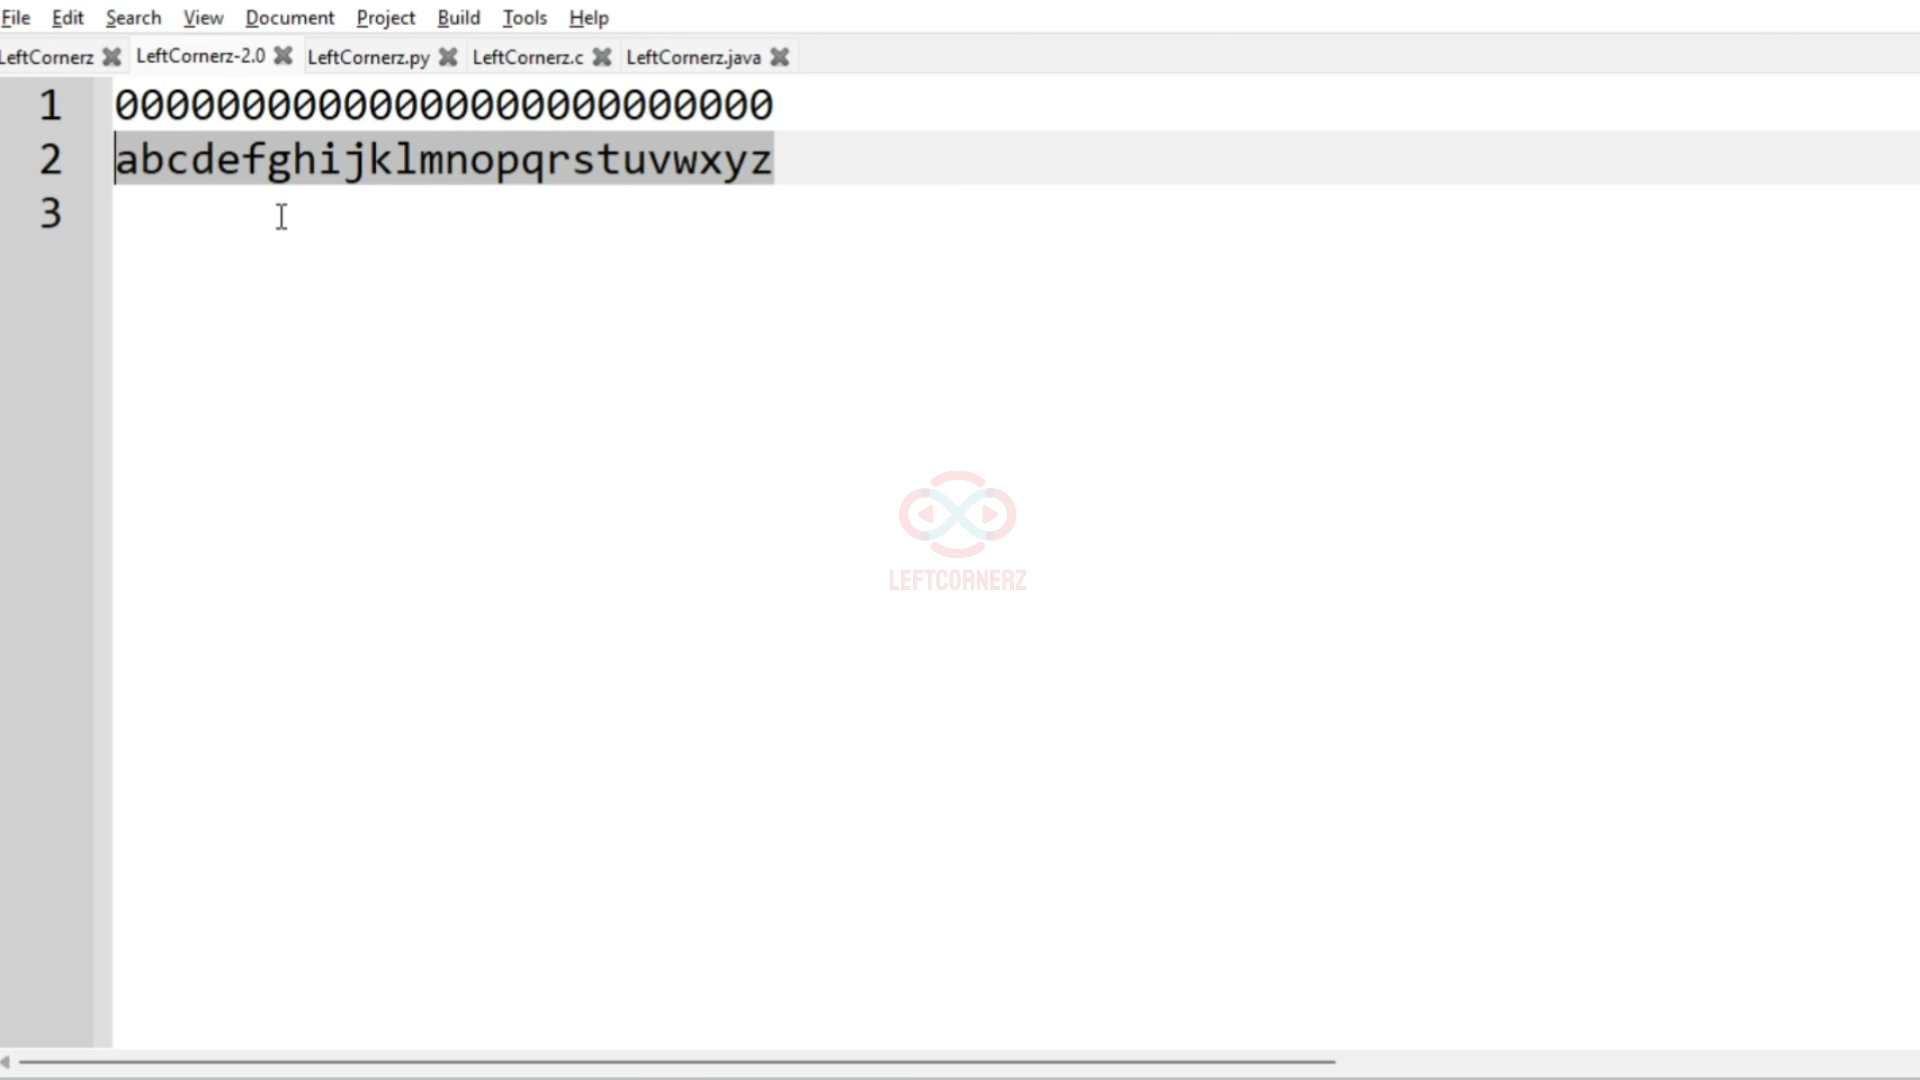 File Edit Search View Document Project Build Tools Help
LeftCornerz LeftCornerz-2.0 LeftCornerz.py LeftCornerz.c LeftCornerz.java
1 00000000000000000000000000
2 abcdefghijklmnopqrstuvwxyz
3
LEFTCORNERZ